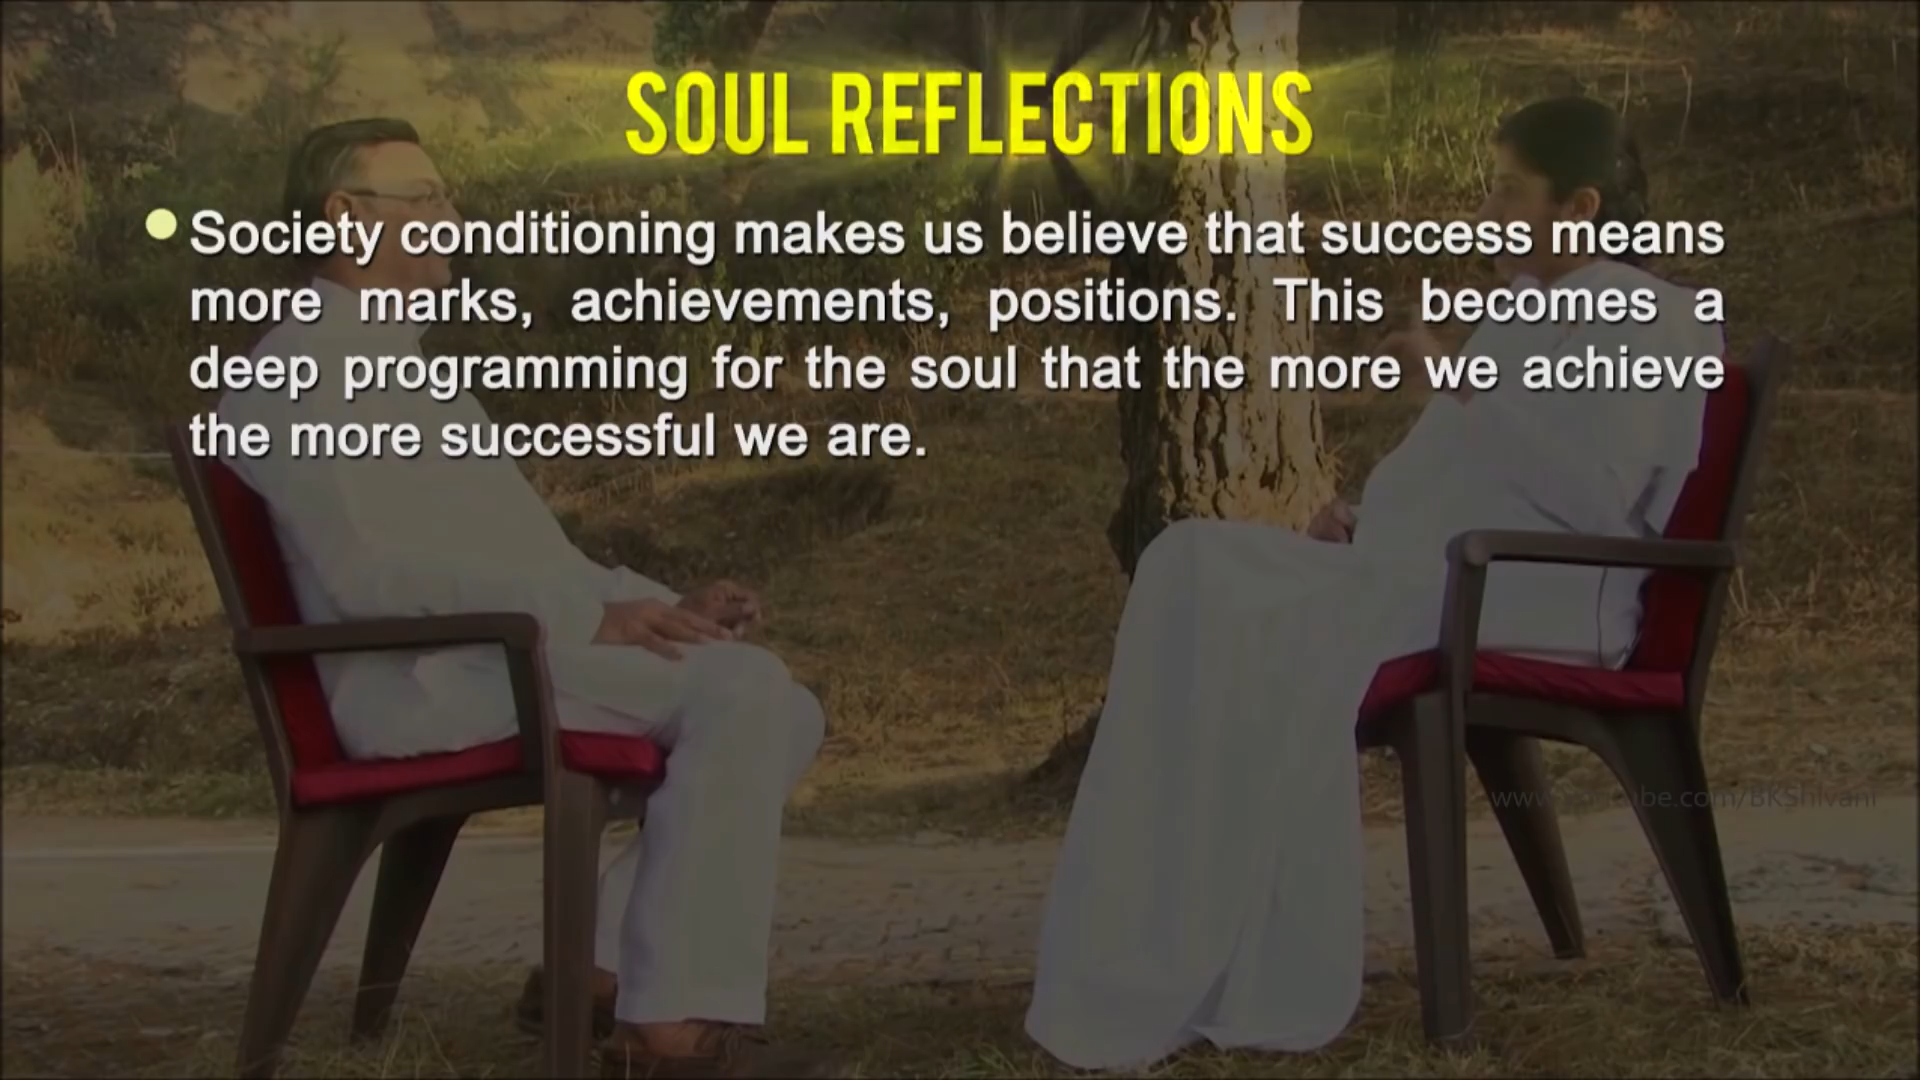 SOUL REFLECTIONS
Society conditioning makes us believe that success means
more marks, achievements, positions. This becomes a
deep programming for the soul that the more we achieve
the more successful we are.